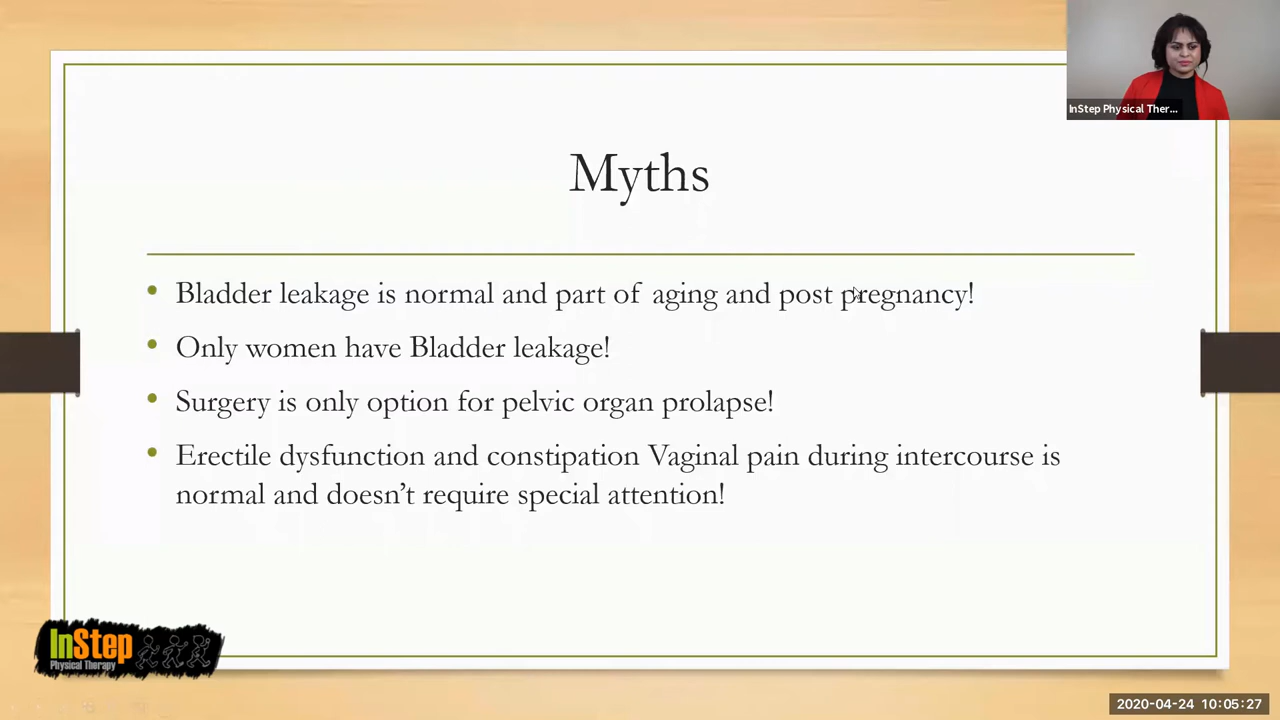 InStep Physical Ther...
Myths
• Bladder leakage is normal and part of aging and post pregnancy!
• Only women have Bladder leakage!
• Surgery is only option for pelvic organ prolapse!
• Erectile dysfunction and constipation Vaginal pain during intercourse is
normal and doesn’t require special attention!
InStep
Physical Therapy
2020-04-24 10:05:27